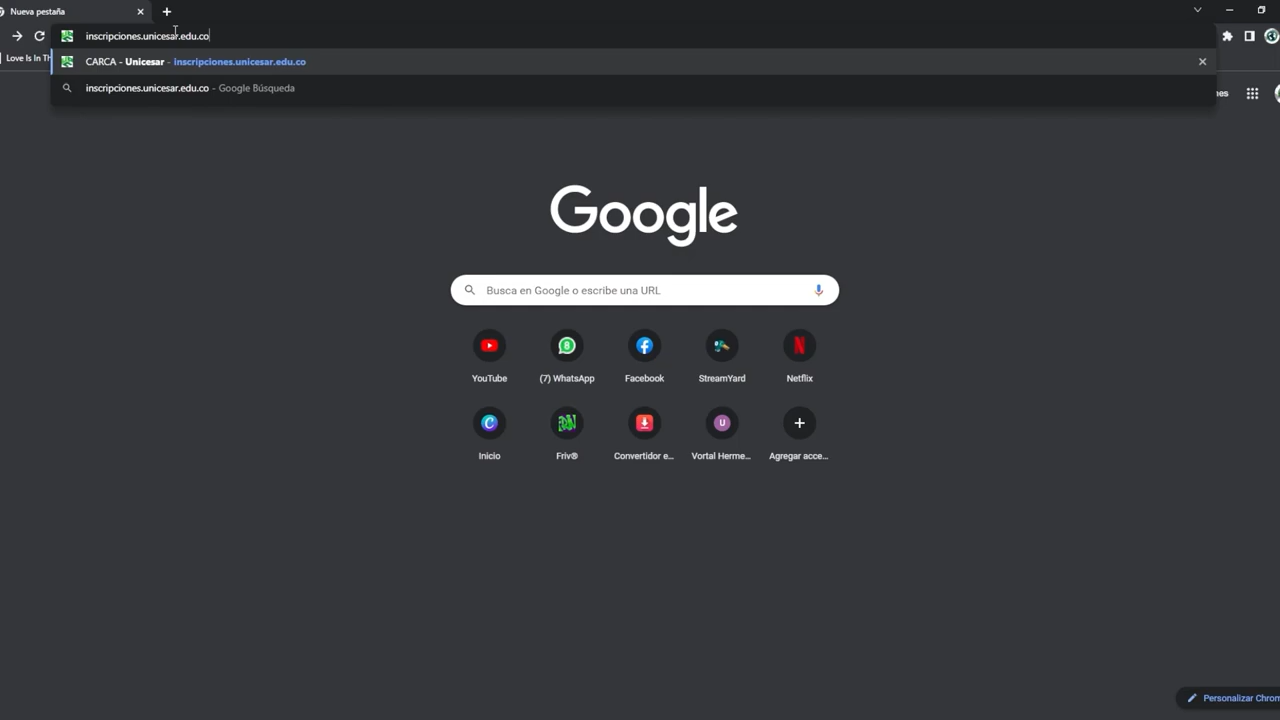 Nueva pestaña
inscripciones.unicesar.edu.co
Love Is In Th
CARCA - Unicesar - inscripciones.unicesar.edu.co
inscripciones.unicesar.edu.co - Google Búsqueda
nes
Google
Busca en Google o escribe una URL
YouTube
(7) WhatsApp
Facebook
StreamYard
Netflix
Inicio
Friv®
Convertidor e...
Vortal Herme...
Agregar acce...
Personalizar Chrom